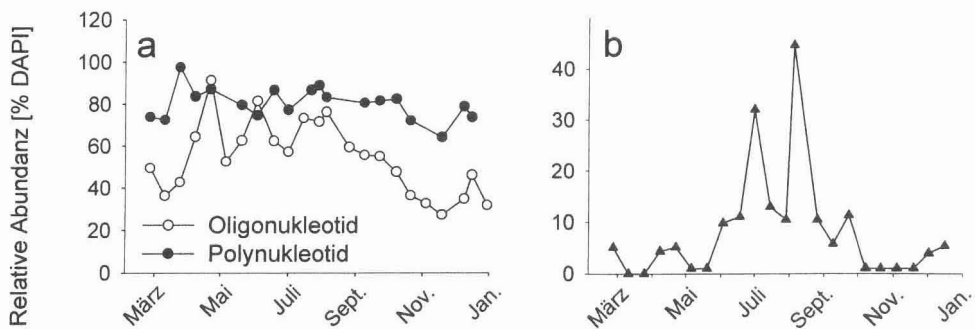 Relative Abundanz [% DAPI]
120
100
80
60
40
20
0
a
Oligonukleotid
Polynukleotid
März
Mai
Juli
Sept.
Nov.
Jan.
b
40
30
20
10
0
März
Mai
Juli
Sept.
Nov.
Jan.